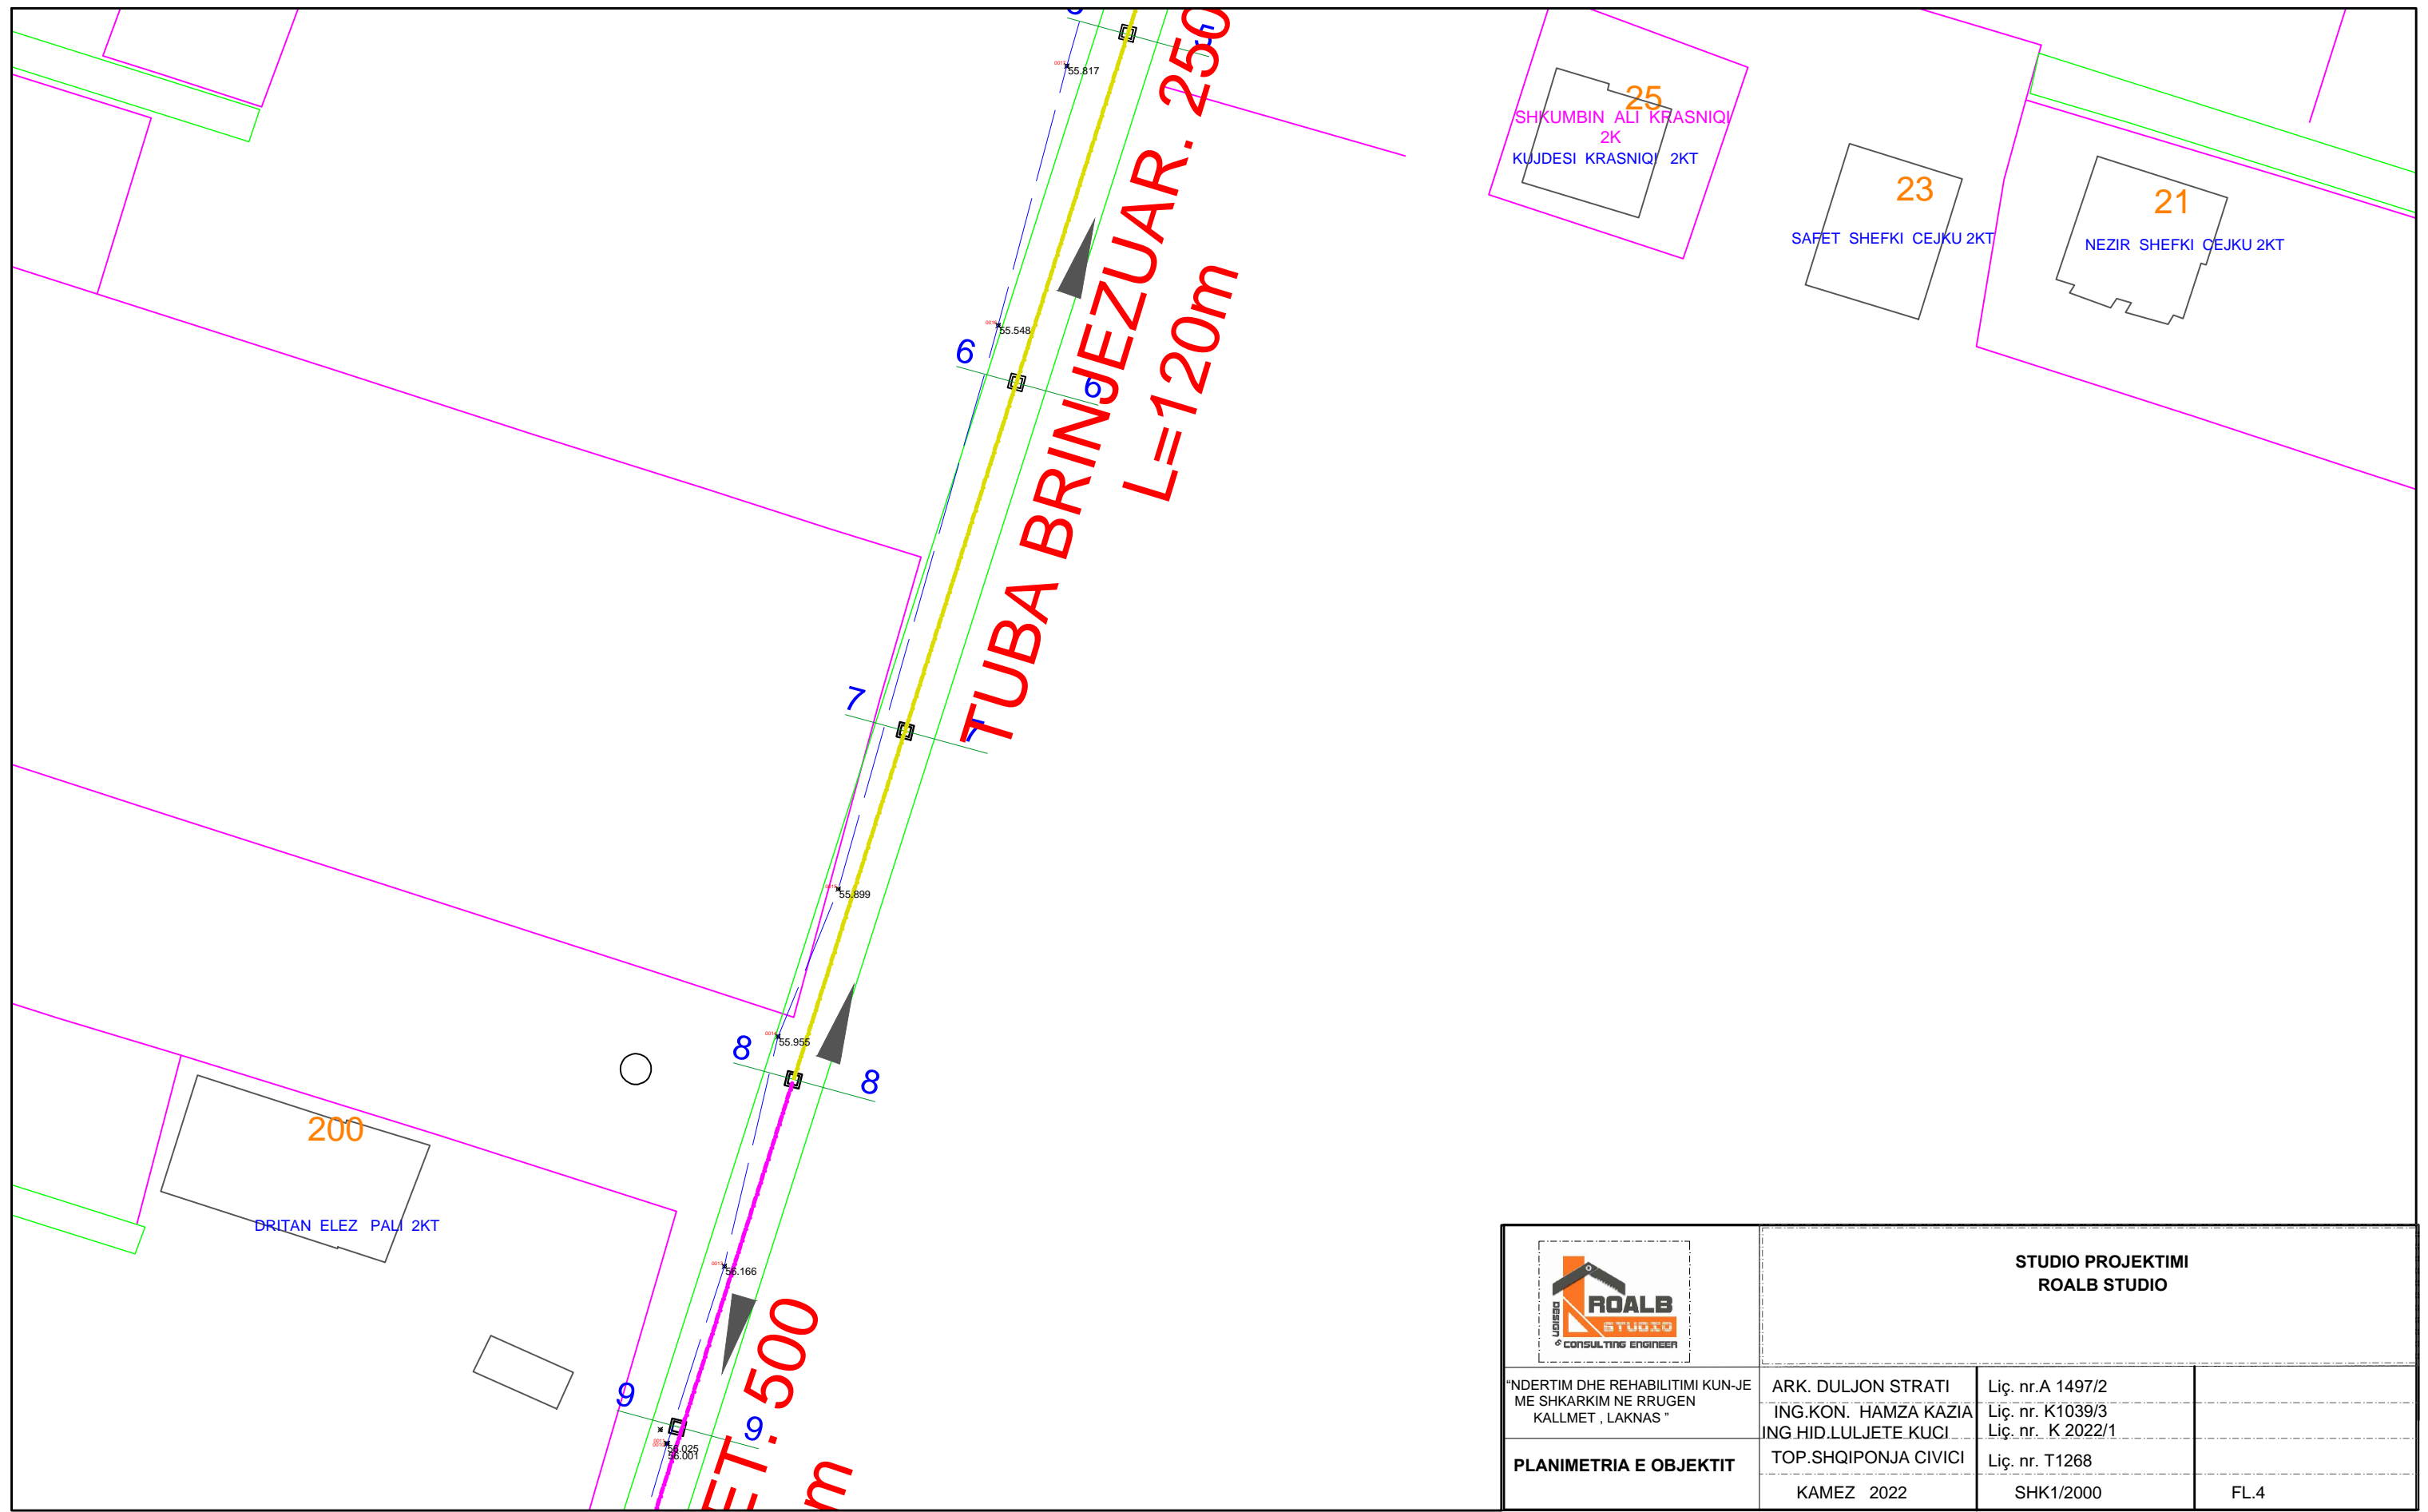 5
55.817
TUBA BRINJEZUAR. 250
L=120m
25
SHKUMBIN ALI KRASNIQI
2K
KUJDESI KRASNIQI 2KT
23
SAFET SHEFKI CEJKU 2KT
21
NEZIR SHEFKI CEJKU 2KT
55.548
6
6
7
7
55.899
55.955
8
8
200
DRITAN ELEZ PALI 2KT
56.166
ET. 500
m
9
9
56.025
56.001
ROALB
STUDIO
DESIGN &
CONSULTING ENGINEER
STUDIO PROJEKTIMI
ROALB STUDIO
"NDERTIM DHE REHABILITIMI KUN-JE
ME SHKARKIM NE RRUGEN
KALLMET , LAKNAS "
ARK. DULJON STRATI Liç. nr.A 1497/2
ING.KON. HAMZA KAZIA Liç. nr. K1039/3
ING HID.LULJETE KUCI Liç. nr. K 2022/1
PLANIMETRIA E OBJEKTIT
TOP.SHQIPONJA CIVICI Liç. nr. T1268
KAMEZ 2022 SHK1/2000 FL.4